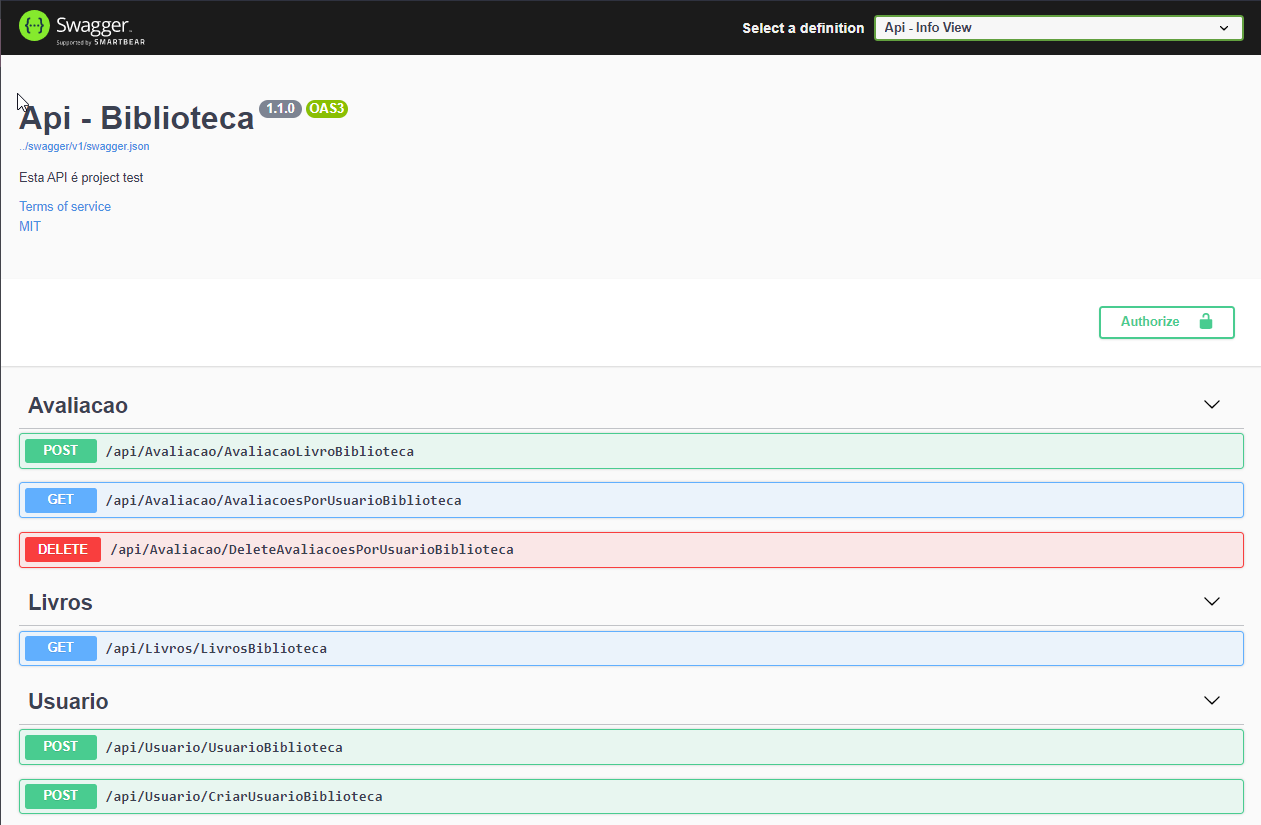 Swagger
Supported by SMARTBEAR
Select a definition
Api - Info View
Api - Biblioteca 1.1.0 OAS3
../swagger/v1/swagger.json
Esta API é project test
Terms of service
MIT
Authorize
Avaliacao
POST /api/Avaliacao/AvaliacaoLivroBiblioteca
GET /api/Avaliacao/AvaliacoesPorUsuarioBiblioteca
DELETE /api/Avaliacao/DeleteAvaliacoesPorUsuarioBiblioteca
Livros
GET /api/Livros/LivrosBiblioteca
Usuario
POST /api/Usuario/UsuarioBiblioteca
POST /api/Usuario/CriarUsuarioBiblioteca